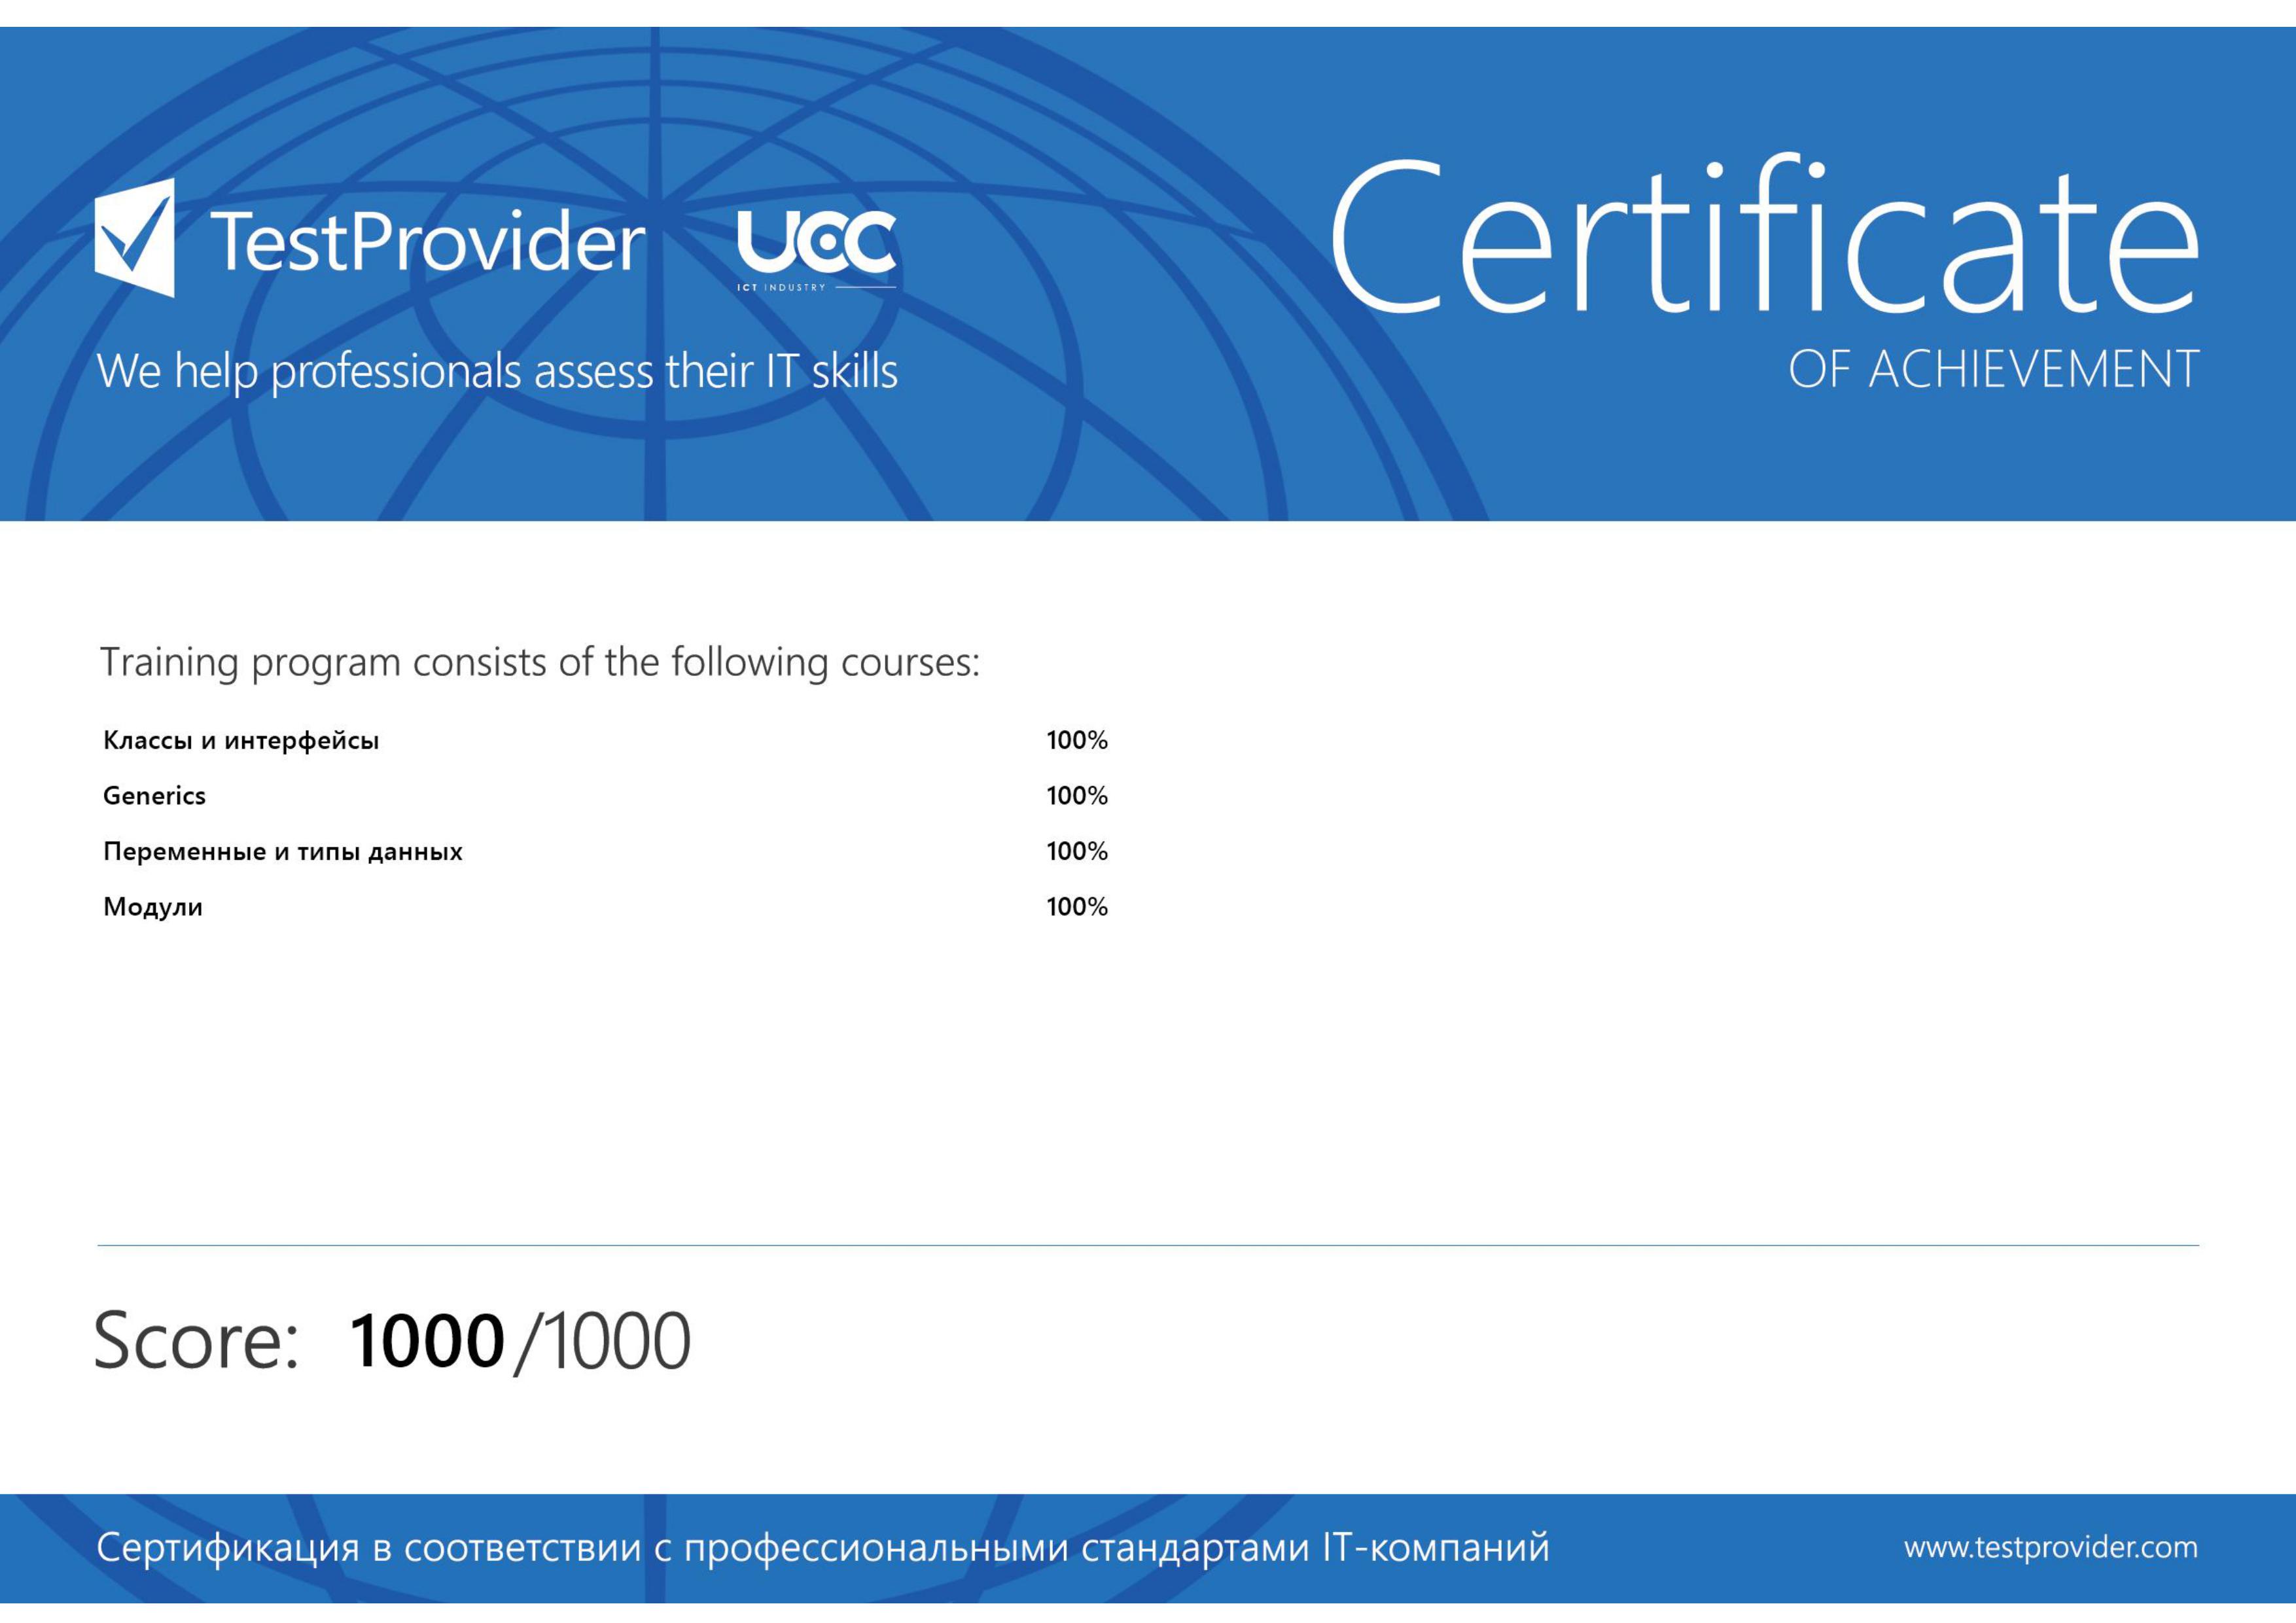 TestProvider
UCC
ICT INDUSTRY
We help professionals assess their IT skills
Certificate
OF ACHIEVEMENT
Training program consists of the following courses:
Классы и интерфейсы 100%
Generics 100%
Переменные и типы данных 100%
Модули 100%
Score: 1000/1000
Сертификация в соответствии с профессиональными стандартами IT-компаний
www.testprovider.com